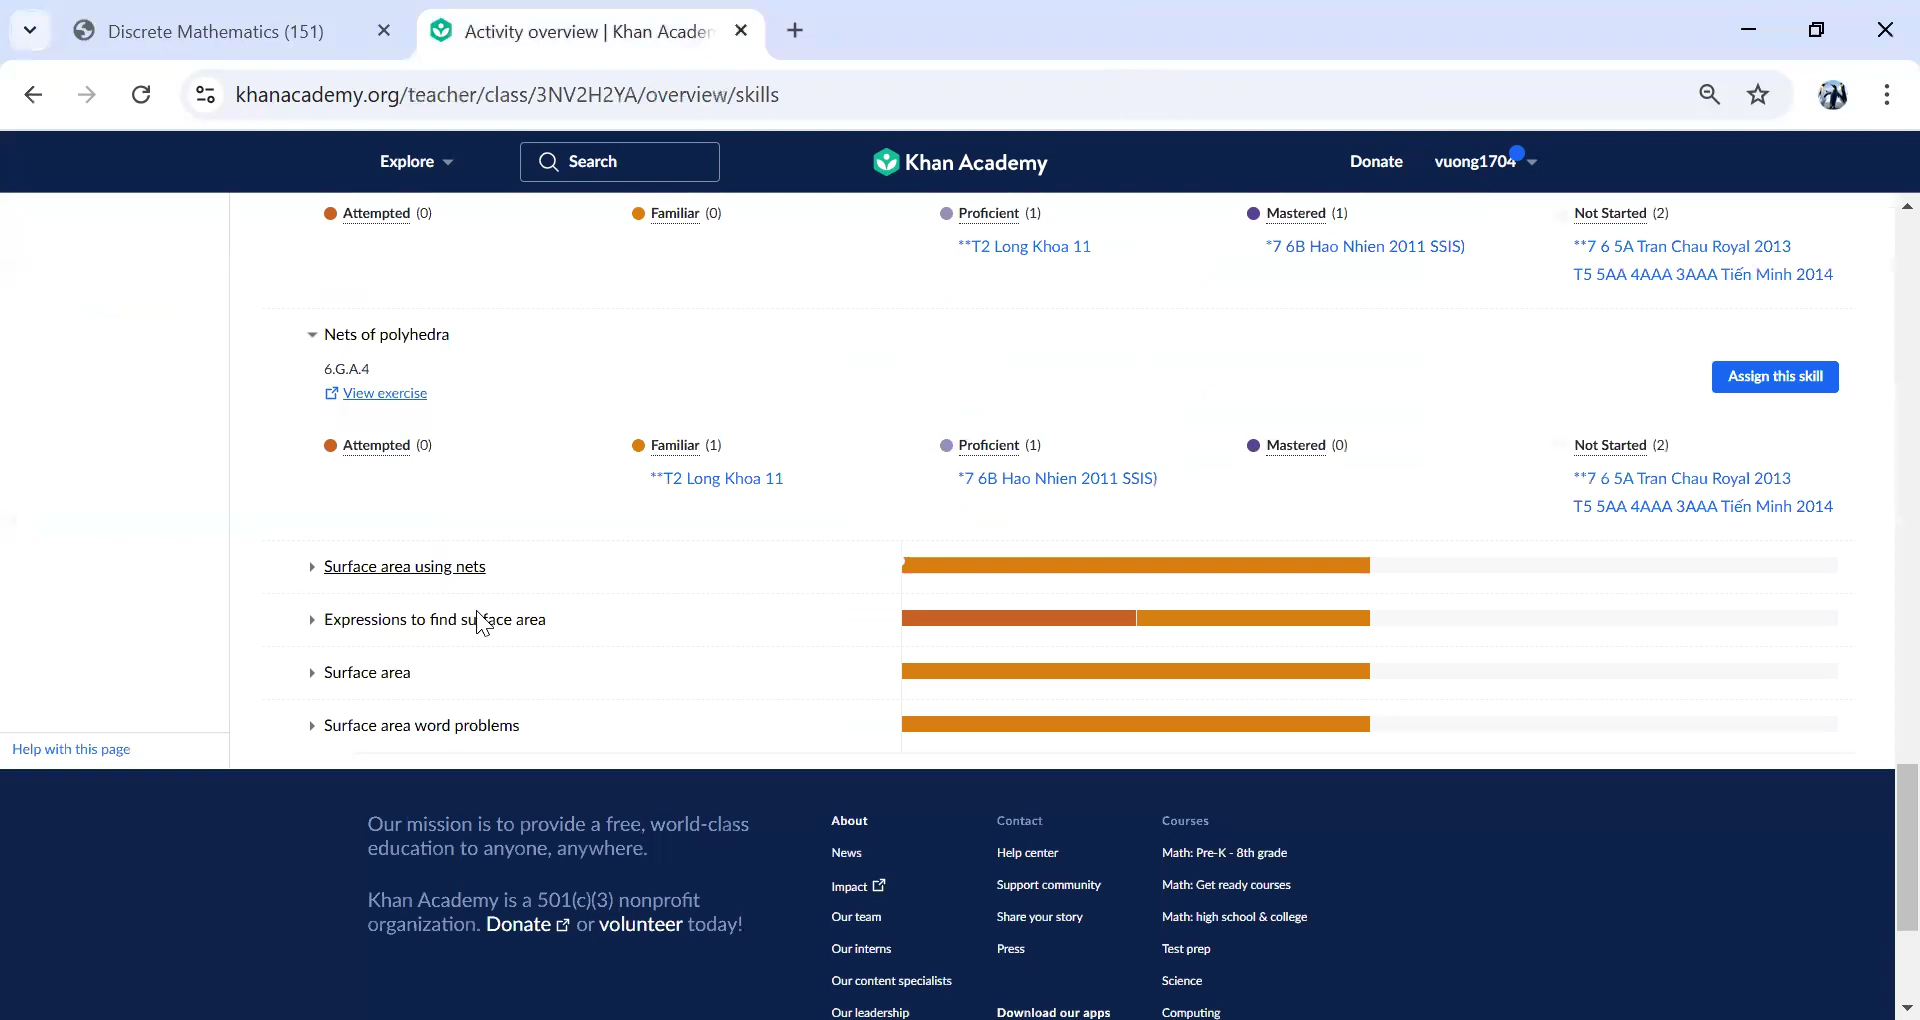 Discrete Mathematics (151)
Activity overview | Khan Academ
khanacademy.org/teacher/class/3NV2H2YA/overview/skills
Explore
Search
Khan Academy
Donate
vuong1704
Attempted (0)
Familiar (0)
Proficient (1)
Mastered (1)
Not Started (2)
**T2 Long Khoa 11
*7 6B Hao Nhien 2011 SSIS)
**7 6 5A Tran Chau Royal 2013
T5 5AA 4AAA 3AAA Tiến Minh 2014
Nets of polyhedra
6.G.A.4
View exercise
Assign this skill
Attempted (0)
Familiar (1)
Proficient (1)
Mastered (0)
Not Started (2)
**T2 Long Khoa 11
*7 6B Hao Nhien 2011 SSIS)
**7 6 5A Tran Chau Royal 2013
T5 5AA 4AAA 3AAA Tiến Minh 2014
Surface area using nets
Expressions to find surface area
Surface area
Surface area word problems
Help with this page
Our mission is to provide a free, world-class
education to anyone, anywhere.
Khan Academy is a 501(c)(3) nonprofit
organization. Donate or volunteer today!
About
News
Impact
Our team
Our interns
Our content specialists
Our leadership
Contact
Help center
Support community
Share your story
Press
Download our apps
Courses
Math: Pre-K - 8th grade
Math: Get ready courses
Math: high school & college
Test prep
Science
Computing